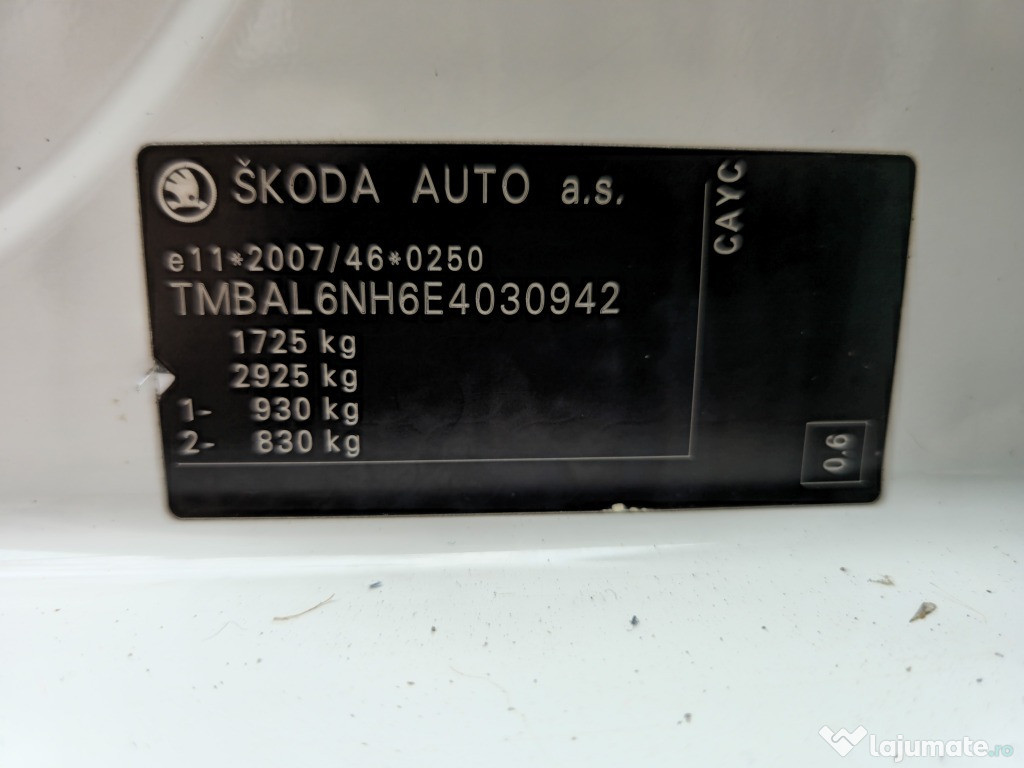 ŠKODA AUTO a.s.
e11*2007/46*0250
TMBAL6NH6E4030942
1725 kg
2925 kg
1- 930 kg
2- 830 kg
CAYC
0.6
lajumate.ro